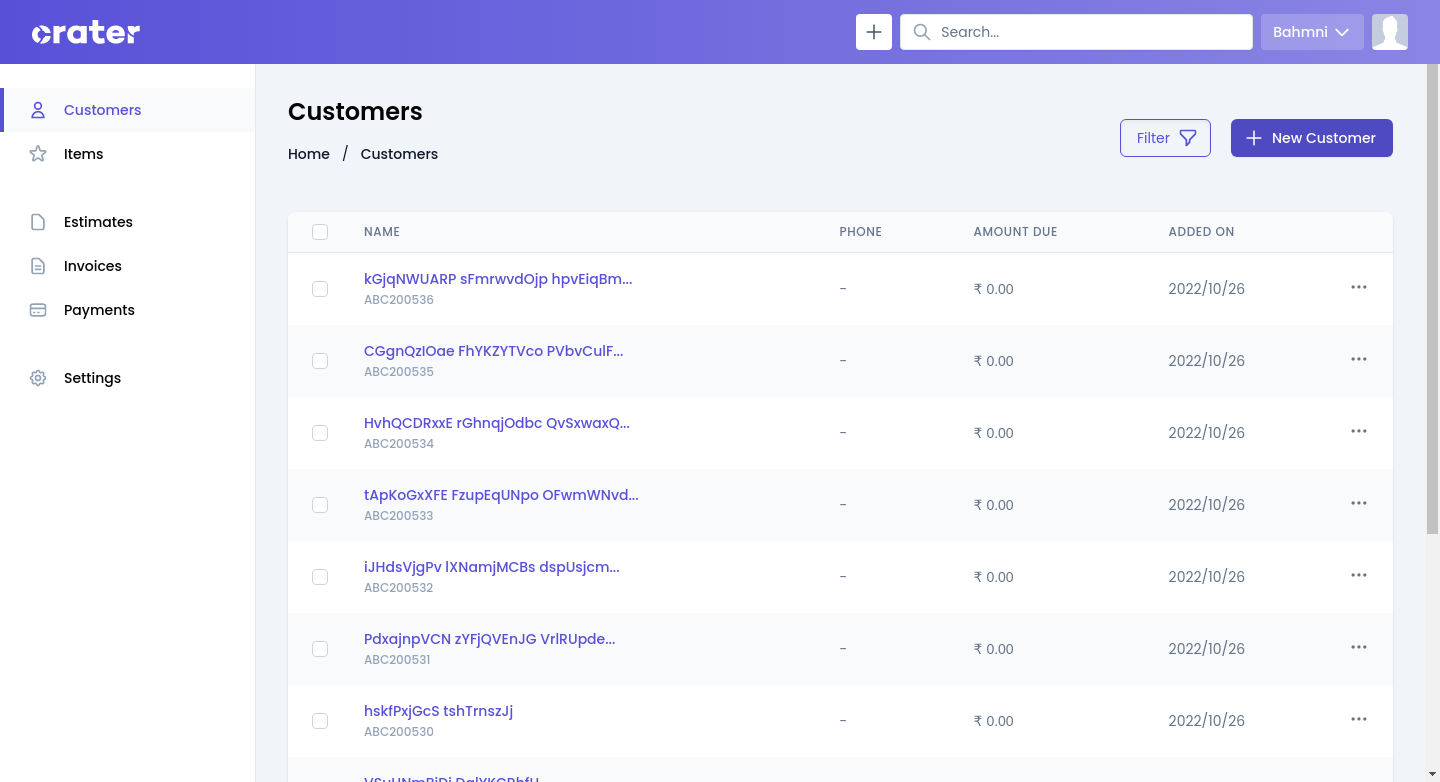 crater
Search...
Bahmni
Customers
Items
Estimates
Invoices
Payments
Settings
Customers
Home / Customers
Filter
New Customer
NAME PHONE AMOUNT DUE ADDED ON
kGjqNWUARP sFmrwvdOjp hpvEiqBm...
ABC200536
- ₹ 0.00 2022/10/26
CGgnQzIOae FhYKZYTVco PVbvCulF...
ABC200535
- ₹ 0.00 2022/10/26
HvhQCDRxxE rGhnqjOdbc QvSxwaxQ...
ABC200534
- ₹ 0.00 2022/10/26
tApKoGxXFE FzupEqUNpo OFwmWNvd...
ABC200533
- ₹ 0.00 2022/10/26
iJHdsVjgPv lXNamjMCBs dspUsjcm...
ABC200532
- ₹ 0.00 2022/10/26
PdxajnpVCN zYFjQVEnJG VrlRUpde...
ABC200531
- ₹ 0.00 2022/10/26
hskfPxjGcS tshTrnszJj
ABC200530
- ₹ 0.00 2022/10/26